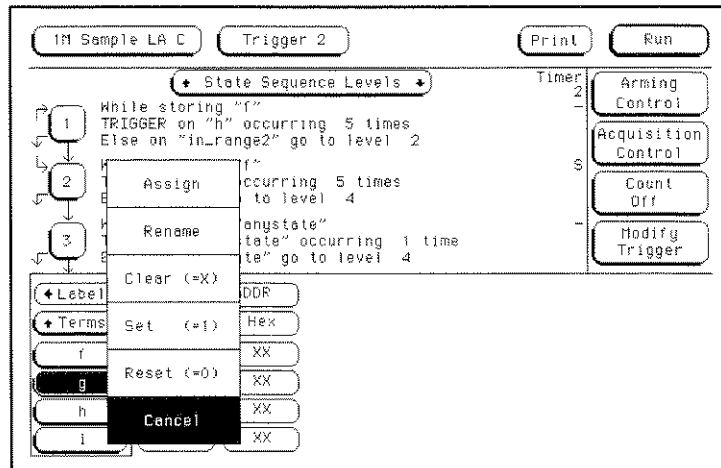 1M Sample LA C
Trigger 2
Print
Run
State Sequence Levels
Timer
2
Arming
Control
1
While storing "f"
TRIGGER on "h" occurring 5 times
Else on "in_range2" go to level 2
-
Acquisition
Control
2
f"
occurring 5 times
to level 4
S
Count
Off
3
anystate"
state" occurring 1 time
te" go to level 4
-
Modify
Trigger
Assign
Rename
Clear (=X)
Set (=1)
Reset (=0)
Cancel
Label
DDR
Terms
Hex
f
XX
g
XX
h
XX
i
XX